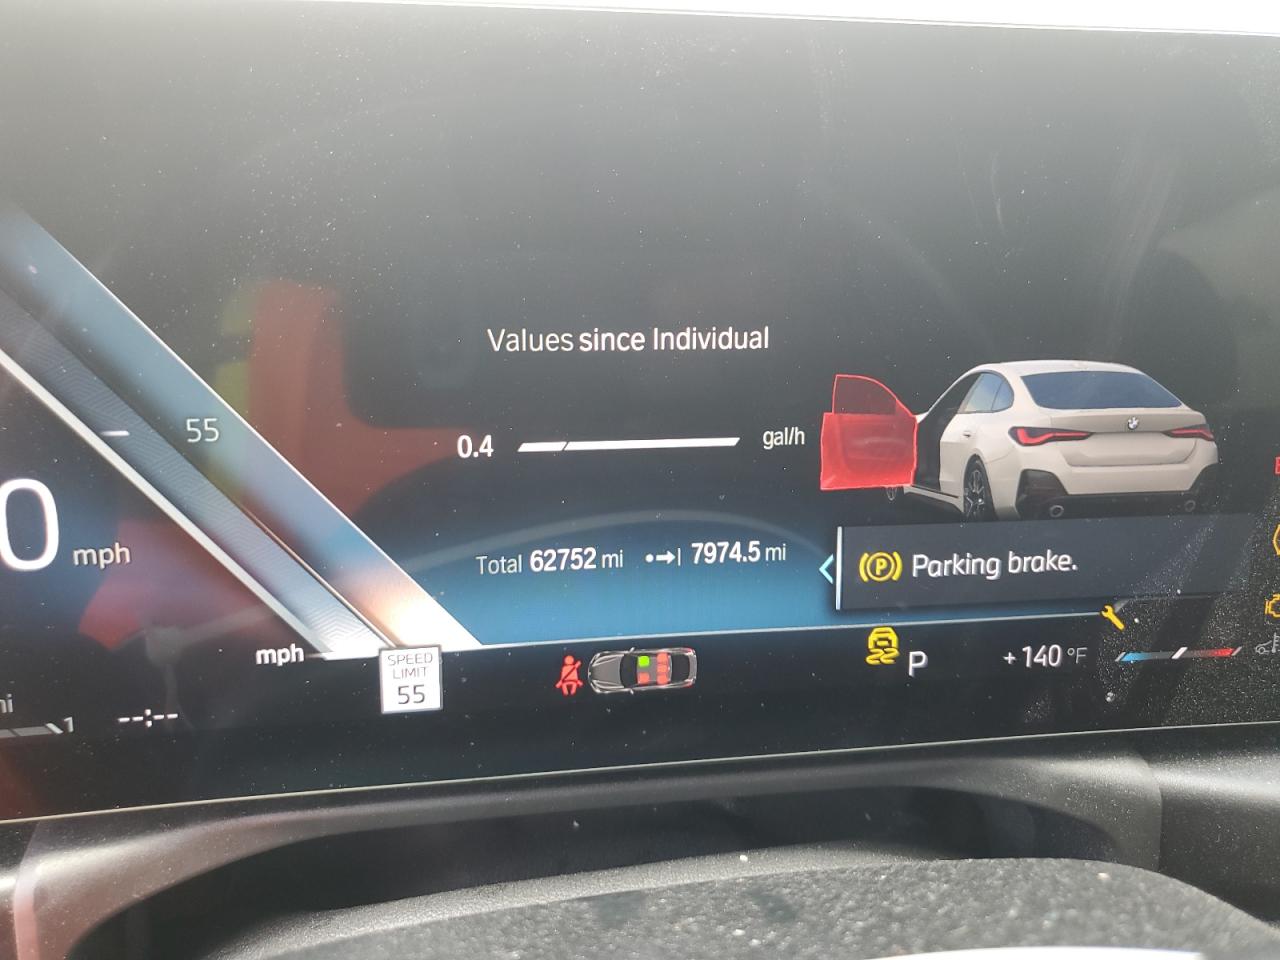 Values since Individual
55
0.4 gal/h
0 mph
Total 62752 mi 7974.5 mi
Parking brake.
mph
SPEED
LIMIT
55
P
+140 °F
1
--:--